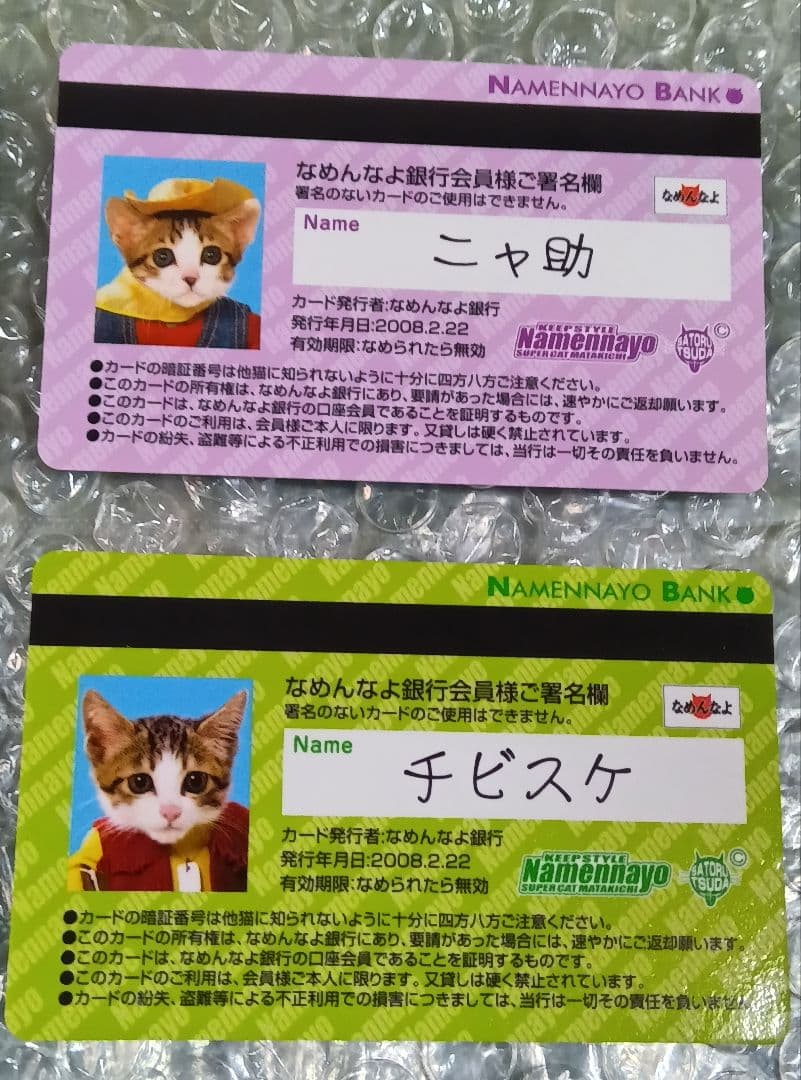 NAMENNAYO BANK
なめんなよ銀行会員様ご署名欄
署名のないカードのご使用はできません。
なめんなよ
Name
ニャ助
カード発行者:なめんなよ銀行
発行年月日:2008.2.22
有効期限:なめられたら無効
KEEP STYLE
Namennayo
SUPER CAT MATAKICHI
SATORU
TSUDA
©
●カードの暗証番号は他猫に知られないように十分に四方八方ご注意ください。
●このカードの所有権は、なめんなよ銀行にあり、要請があった場合には、速やかにご返却願います。
●このカードは、なめんなよ銀行の口座会員であることを証明するものです。
●このカードのご利用は、会員様ご本人に限ります。又貸しは硬く禁止されています。
●カードの紛失、盗難等による不正利用での損害につきましては、当行は一切その責任を負いません。
NAMENNAYO BANK
なめんなよ銀行会員様ご署名欄
署名のないカードのご使用はできません。
なめんなよ
Name
チビスケ
カード発行者:なめんなよ銀行
発行年月日:2008.2.22
有効期限:なめられたら無効
KEEP STYLE
Namennayo
SUPER CAT MATAKICHI
SATORU
TSUDA
©
●カードの暗証番号は他猫に知られないように十分に四方八方ご注意ください。
●このカードの所有権は、なめんなよ銀行にあり、要請があった場合には、速やかにご返却願います。
●このカードは、なめんなよ銀行の口座会員であることを証明するものです。
●このカードのご利用は、会員様ご本人に限ります。又貸しは硬く禁止されています。
●カードの紛失、盗難等による不正利用での損害につきましては、当行は一切その責任を負いません。